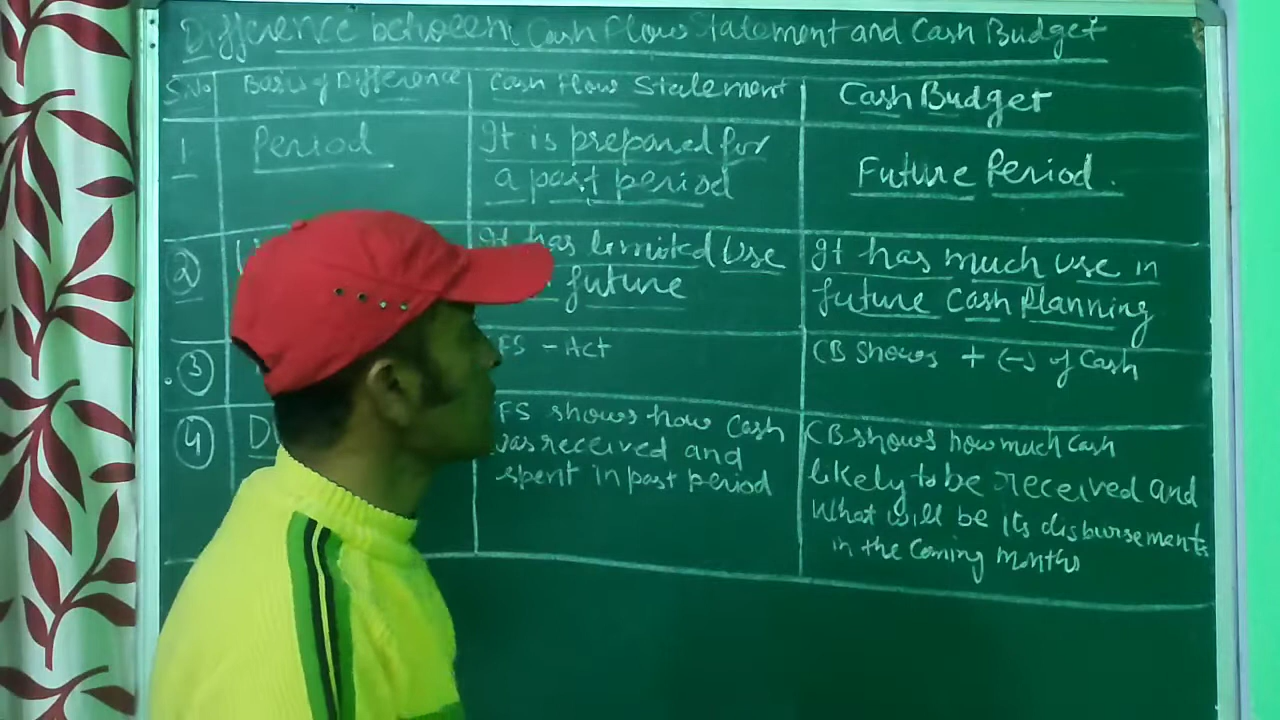 Difference between Cash Flow Statement and Cash Budget
S.No Basis of Difference Cash Flow Statement Cash Budget
1 Period It is prepared for
a past period
Future Period.
2 It has limited Use
future
It has much use in
future Cash Planning
3 FS - Act
CB shows + (-) of Cash
4 D FS shows how Cash
was received and
spent in past period
CB shows how much cash
likely to be received and
What will be its disbursements
in the Coming months